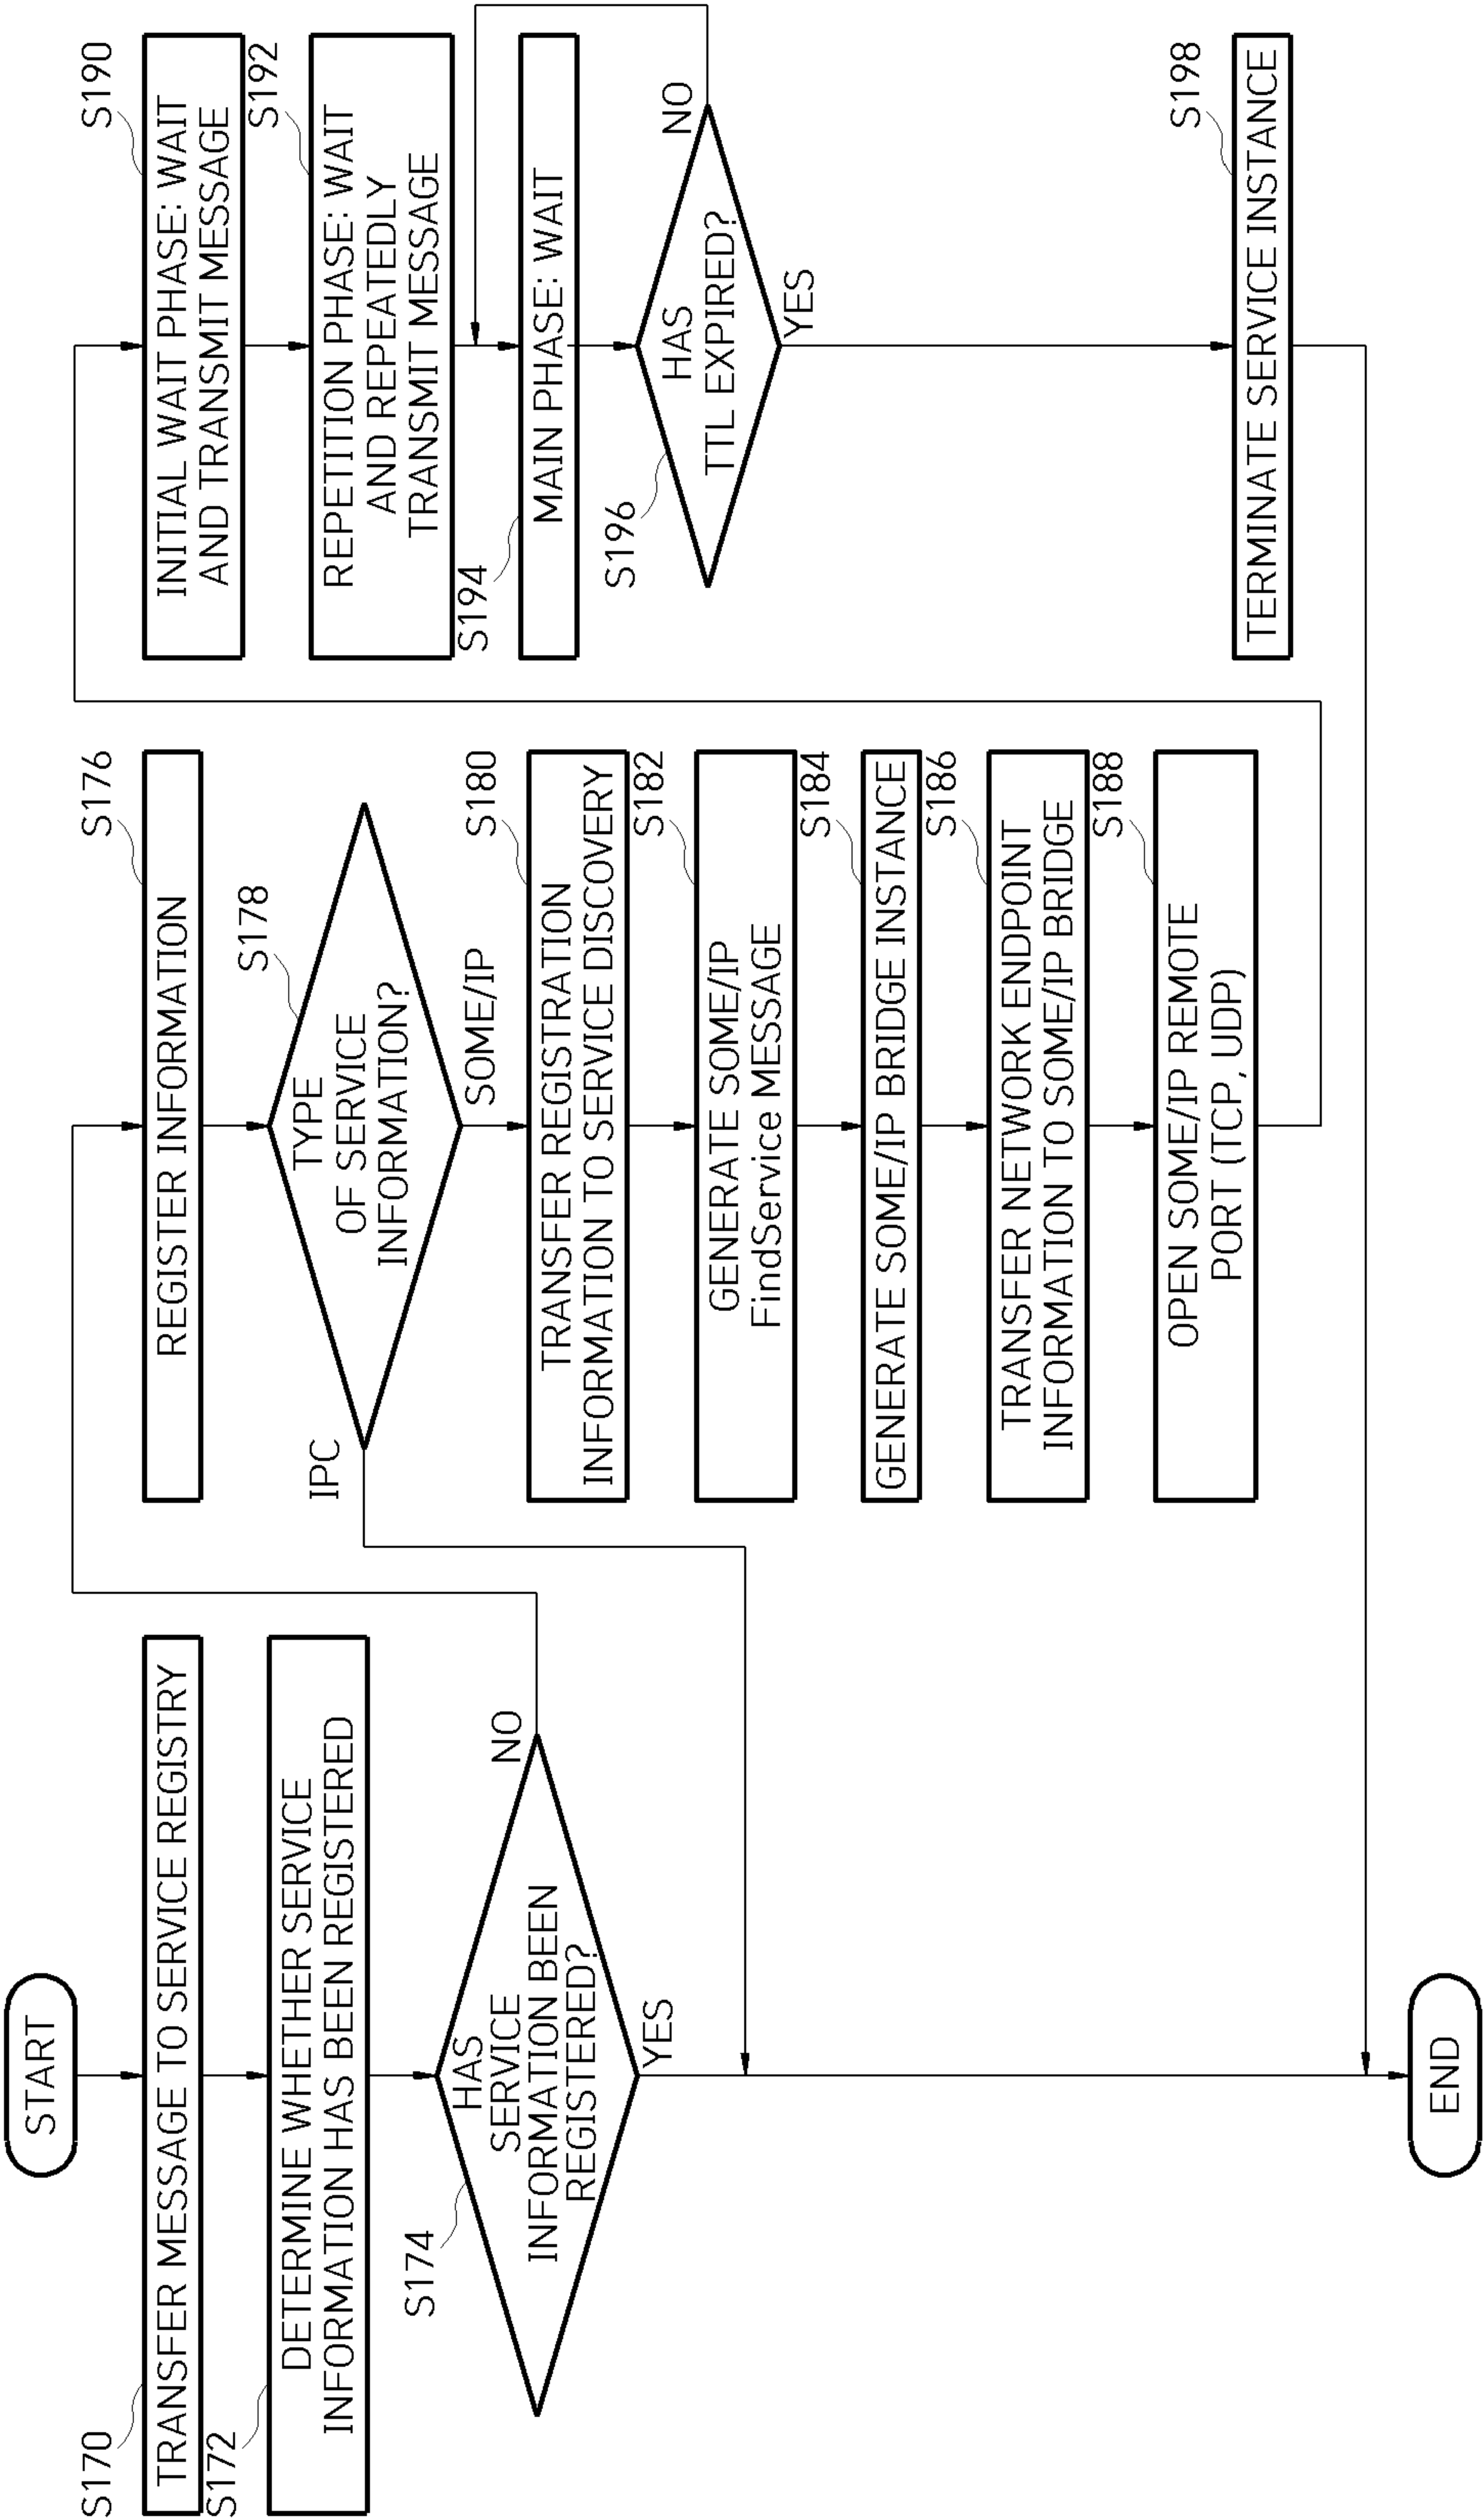 START
S170
TRANSFER MESSAGE TO SERVICE REGISTRY
S172
DETERMINE WHETHER SERVICE
INFORMATION HAS BEEN REGISTERED
S174
HAS
SERVICE
INFORMATION BEEN
REGISTERED?
NO
YES
S176
REGISTER INFORMATION
S178
TYPE
OF SERVICE
INFORMATION?
IPC
SOME/IP
S180
TRANSFER REGISTRATION
INFORMATION TO SERVICE DISCOVERY
S182
GENERATE SOME/IP
FindService MESSAGE
S184
GENERATE SOME/IP BRIDGE INSTANCE
S186
TRANSFER NETWORK ENDPOINT
INFORMATION TO SOME/IP BRIDGE
S188
OPEN SOME/IP REMOTE
PORT (TCP, UDP)
S190
INITIAL WAIT PHASE: WAIT
AND TRANSMIT MESSAGE
S192
REPETITION PHASE: WAIT
AND REPEATEDLY
TRANSMIT MESSAGE
S194
MAIN PHASE: WAIT
S196
HAS
TTL EXPIRED?
NO
YES
S198
TERMINATE SERVICE INSTANCE
END